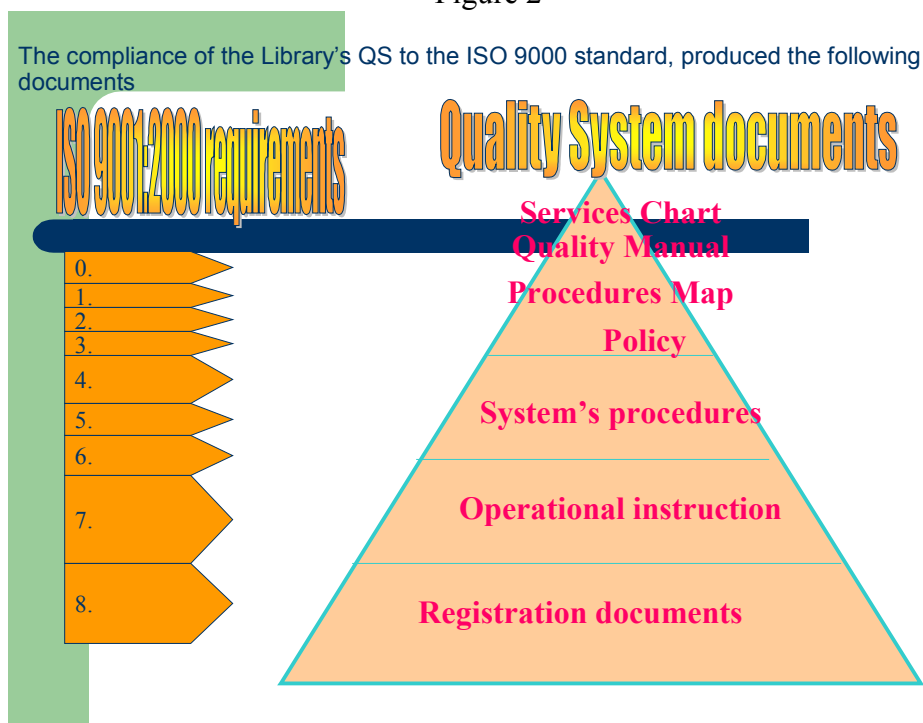 Figure 2
The compliance of the Library's QS to the ISO 9000 standard, produced the following
documents
ISO 9001:2000 requirements
Quality System documents
Services Chart
Quality Manual
Procedures Map
Policy
System's procedures
Operational instruction
Registration documents
0.
1.
2.
3.
4.
5.
6.
7.
8.